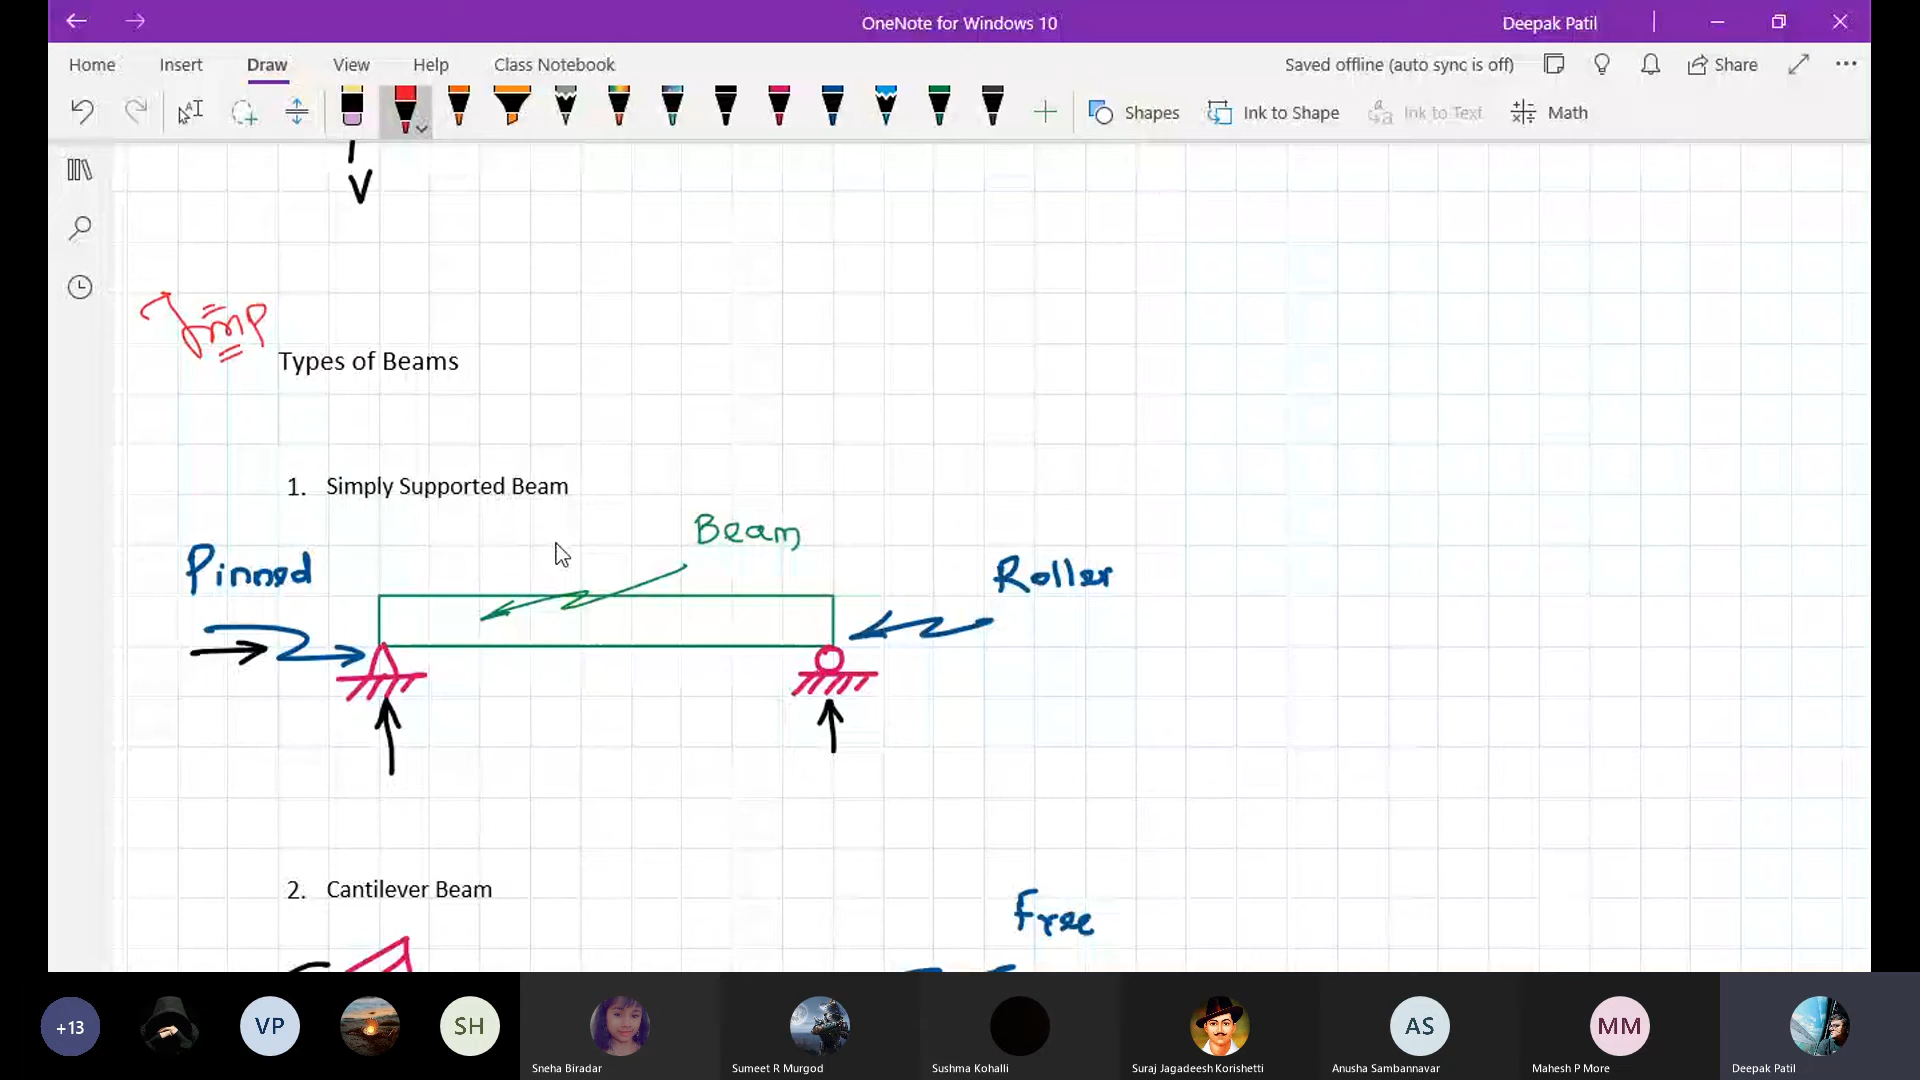 OneNote for Windows 10
Deepak Patil
Home Insert Draw View Help Class Notebook
Saved offline (auto sync is off) Share
Shapes Ink to Shape Ink to Text Math
V
Imp
Types of Beams
1. Simply Supported Beam
Beam
Pinned
Roller
2. Cantilever Beam
Free
+13 VP SH AS MM
Sneha Biradar Sumeet R Murgod Sushma Kohalli Suraj Jagadeesh Korishetti Anusha Sambannavar Mahesh P More Deepak Patil